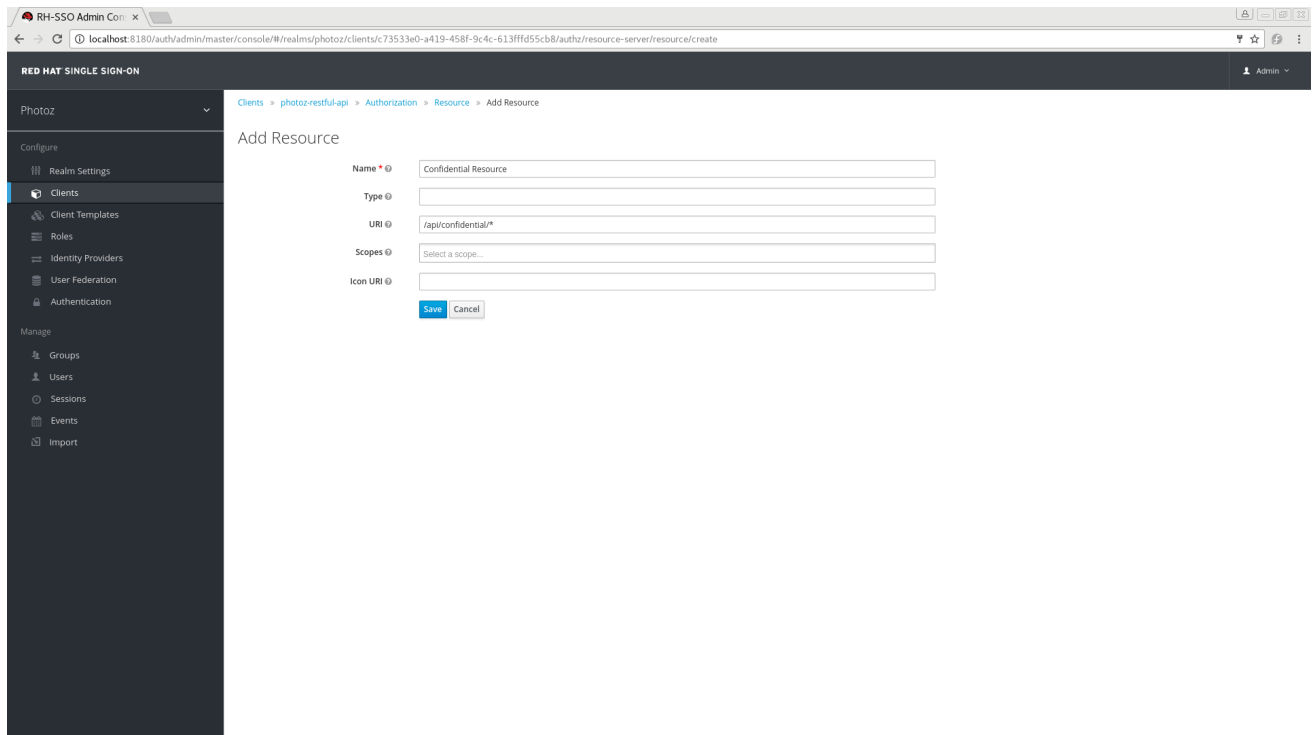 RH-SSO Admin Con
localhost:8180/auth/admin/master/console/#/realms/photoz/clients/c73533e0-a419-458f-9c4c-613fffd55cb8/authz/resource-server/resource/create
RED HAT SINGLE SIGN-ON
Admin
Photoz
Clients » photoz-restful-api » Authorization » Resource » Add Resource
Add Resource
Configure
Realm Settings
Clients
Client Templates
Roles
Identity Providers
User Federation
Authentication
Manage
Groups
Users
Sessions
Events
Import
Name * Confidential Resource
Type
URI /api/confidential/*
Scopes Select a scope...
Icon URI
Save Cancel